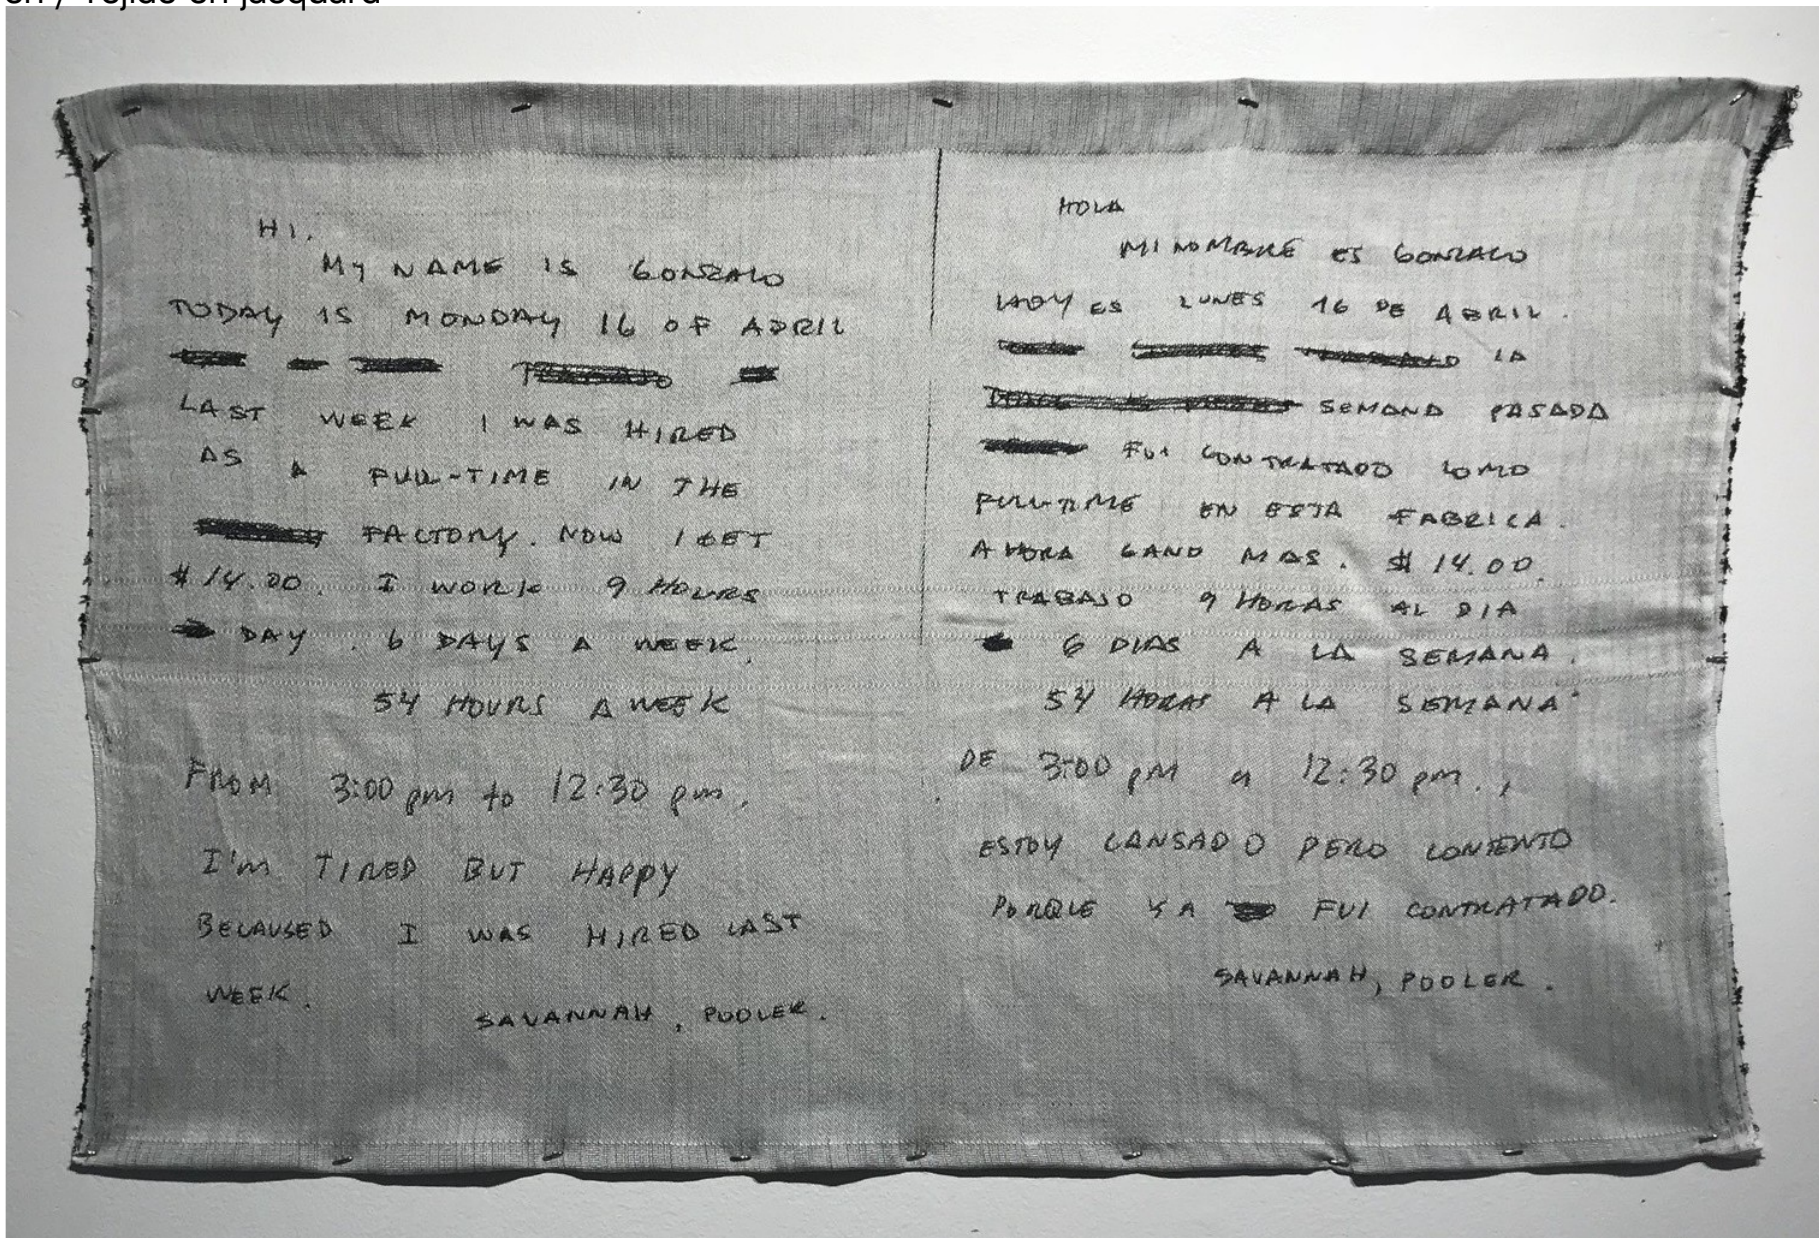 en / Tejido en jacquard
HI,
MY NAME IS GONZALO
TODAY IS MONDAY 16 OF APRIL
LAST WEEK I WAS HIRED
AS A FULL-TIME IN THE
FACTORY. NOW I GET
$14.00. I WORK 9 HOURS
DAY. 6 DAYS A WEEK.
54 HOURS A WEEK
FROM 3:00 pm to 12:30 pm.
I'm TIRED BUT HAPPY
BECAUSED I WAS HIRED LAST
WEEK.
SAVANNAH, POOLER.
HOLA
MI NOMBRE ES GONZALO
HOY ES LUNES 16 DE ABRIL.
LA
SEMANA PASADA
FUI CONTRATADO COMO
FULL-TIME EN ESTA FABRICA.
AHORA GANO MAS. $14.00.
TRABAJO 9 HORAS AL DIA
6 DIAS A LA SEMANA.
54 HORAS A LA SEMANA
DE 3:00 pM a 12:30 pm.,
ESTOY CANSADO PERO CONTENTO
PORQUE YA FUI CONTRATADO.
SAVANNAH, POOLER.